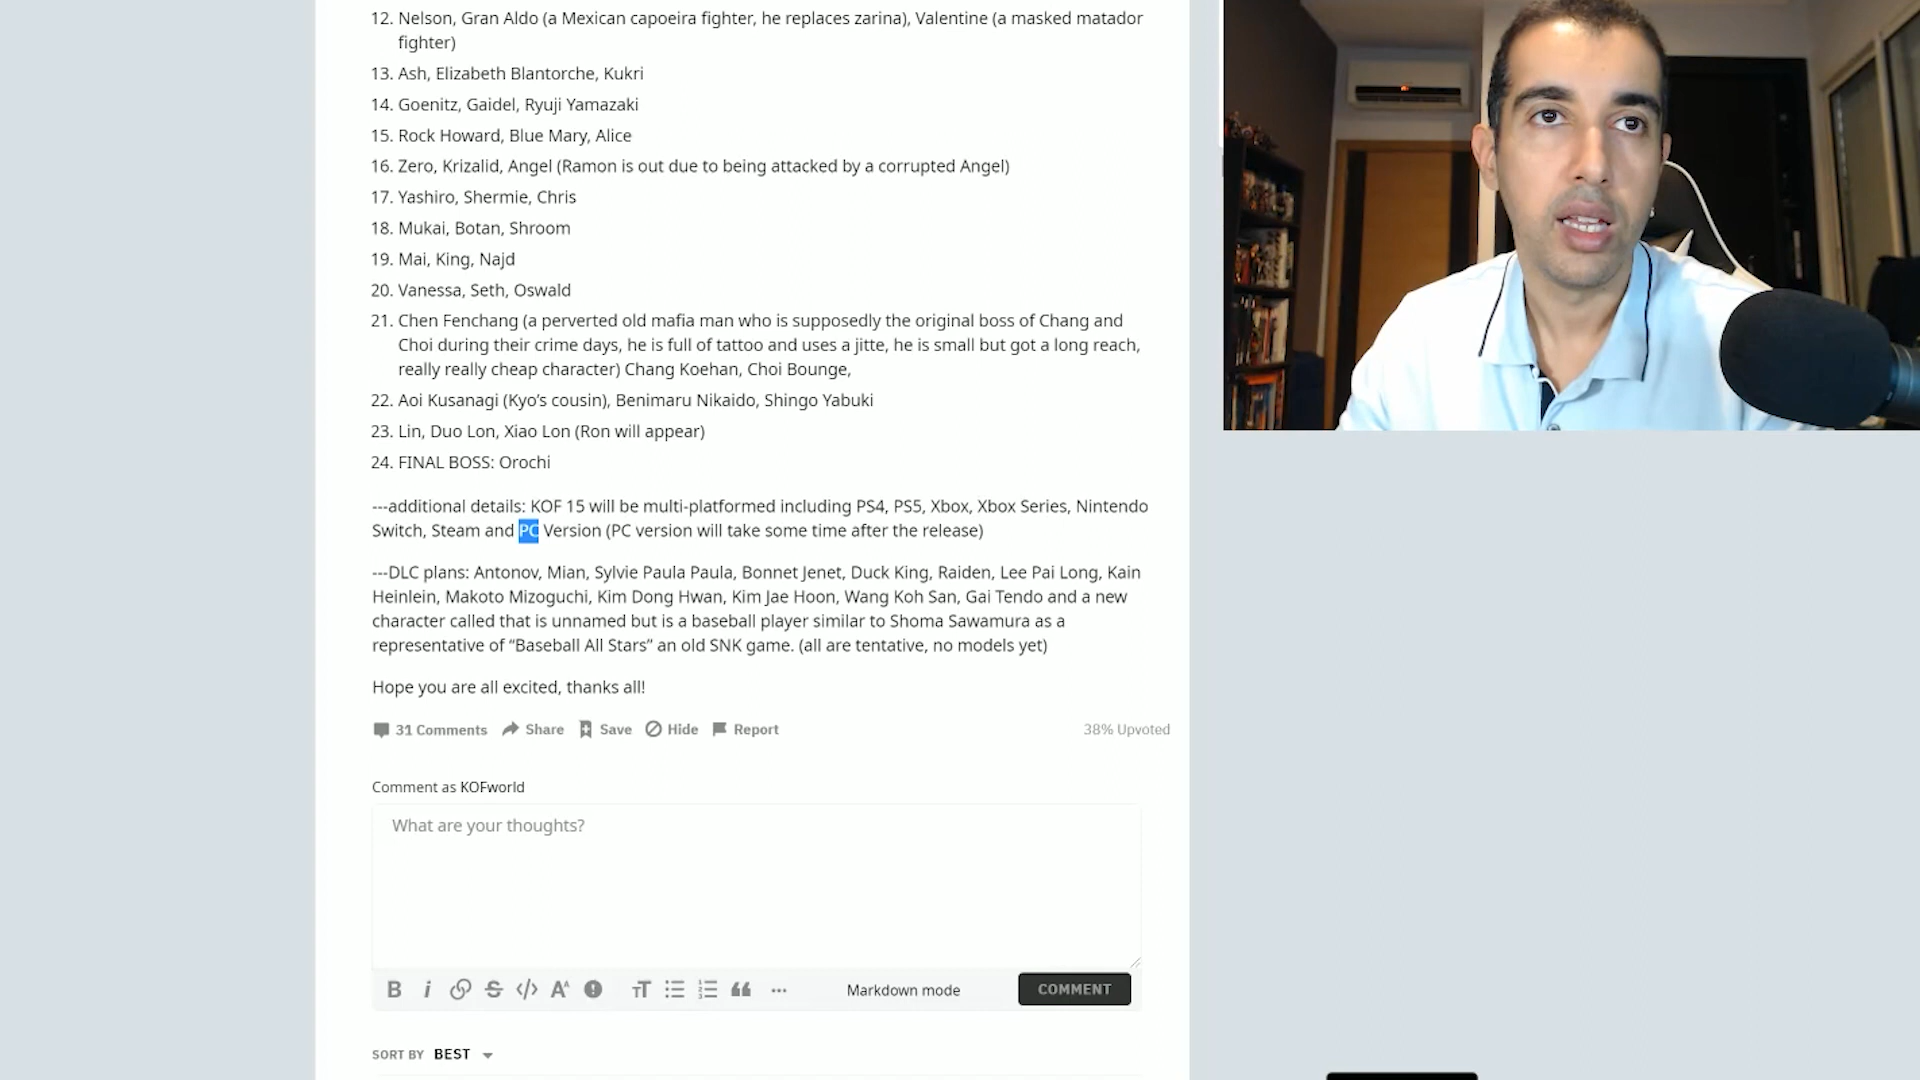 12. Nelson, Gran Aldo (a Mexican capoeira fighter, he replaces zarina), Valentine (a masked matador
fighter)
13. Ash, Elizabeth Blantorche, Kukri
14. Goenitz, Gaidel, Ryuji Yamazaki
15. Rock Howard, Blue Mary, Alice
16. Zero, Krizalid, Angel (Ramon is out due to being attacked by a corrupted Angel)
17. Yashiro, Shermie, Chris
18. Mukai, Botan, Shroom
19. Mai, King, Najd
20. Vanessa, Seth, Oswald
21. Chen Fenchang (a perverted old mafia man who is supposedly the original boss of Chang and
Choi during their crime days, he is full of tattoo and uses a jitte, he is small but got a long reach,
really really cheap character) Chang Koehan, Choi Bounge,
22. Aoi Kusanagi (Kyo’s cousin), Benimaru Nikaido, Shingo Yabuki
23. Lin, Duo Lon, Xiao Lon (Ron will appear)
24. FINAL BOSS: Orochi
---additional details: KOF 15 will be multi-platformed including PS4, PS5, Xbox, Xbox Series, Nintendo
Switch, Steam and PC Version (PC version will take some time after the release)
---DLC plans: Antonov, Mian, Sylvie Paula Paula, Bonnet Jenet, Duck King, Raiden, Lee Pai Long, Kain
Heinlein, Makoto Mizoguchi, Kim Dong Hwan, Kim Jae Hoon, Wang Koh San, Gai Tendo and a new
character called that is unnamed but is a baseball player similar to Shoma Sawamura as a
representative of “Baseball All Stars” an old SNK game. (all are tentative, no models yet)
Hope you are all excited, thanks all!
31 Comments Share Save Hide Report 38% Upvoted
Comment as KOFworld
What are your thoughts?
Markdown mode COMMENT
SORT BY BEST